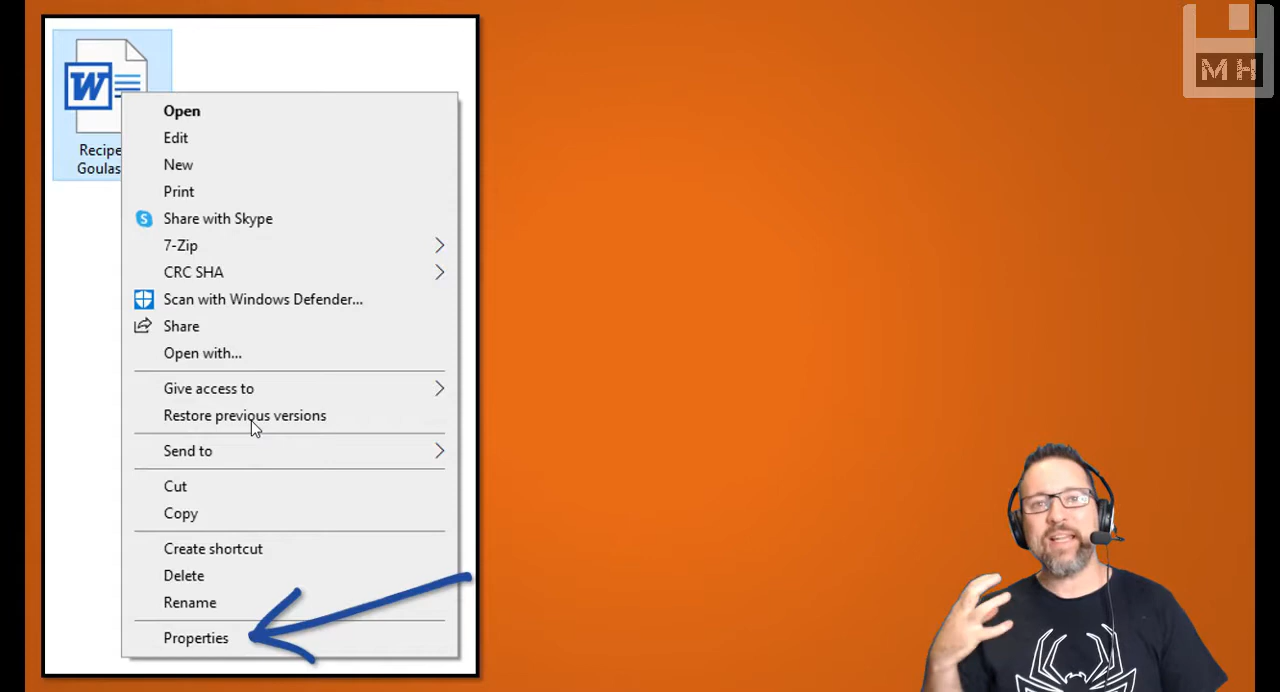 MH
W
Recipe
Goulas
Open
Edit
New
Print
S
Share with Skype
7-Zip
CRC SHA
Scan with Windows Defender...
Share
Open with...
Give access to
Restore previous versions
Send to
Cut
Copy
Create shortcut
Delete
Rename
Properties